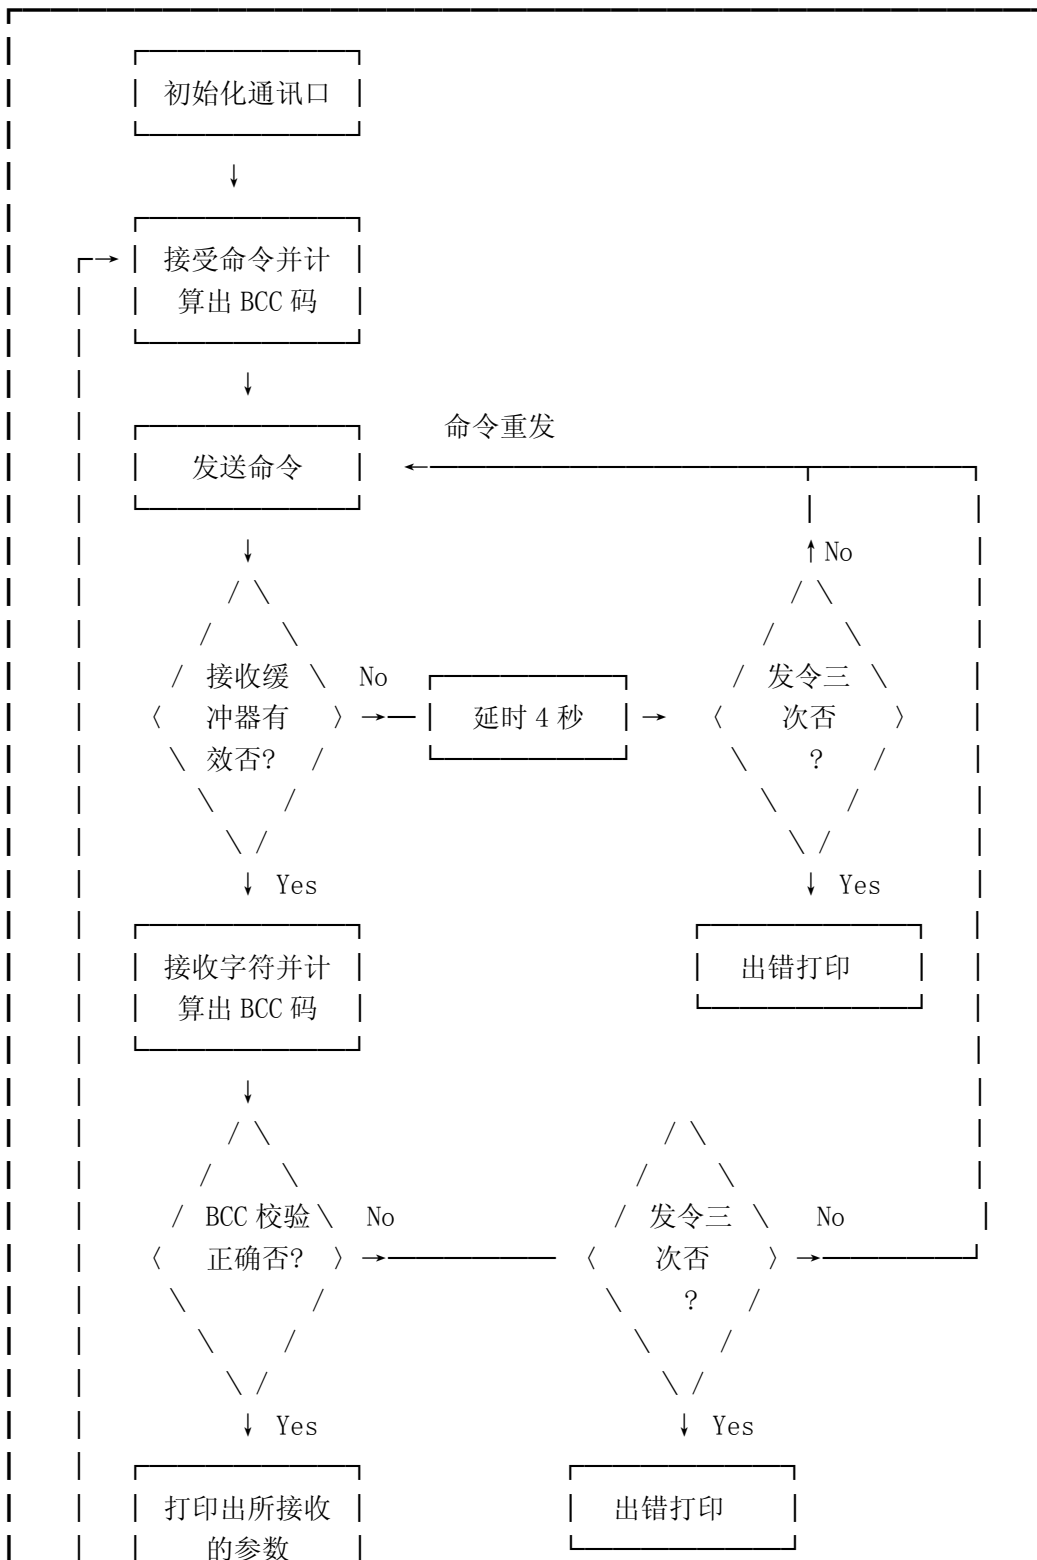 初始化通讯口
接受命令并计
算出 BCC 码
命令重发
发送命令
No
接收缓
No
发令三
冲器有
延时 4 秒
次否
效否?
?
Yes
Yes
接收字符并计
出错打印
算出 BCC 码
BCC 校验
No
发令三
No
正确否?
次否
?
Yes
Yes
打印出所接收
出错打印
的参数